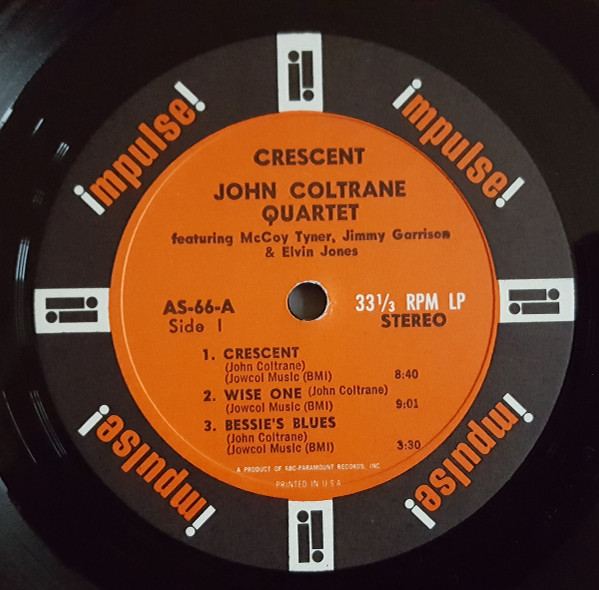 impulse!
impulse!
CRESCENT
JOHN COLTRANE
QUARTET
featuring McCoy Tyner, Jimmy Garrison
& Elvin Jones
AS-66-A
Side 1
33 1/3 RPM LP
STEREO
1. CRESCENT
(John Coltrane)
(Jowcol Music (BMI) 8:40
2. WISE ONE (John Coltrane)
(Jowcol Music (BMI) 9:01
3. BESSIE'S BLUES
(John Coltrane)
(Jowcol Music (BMI) 3:30
A PRODUCT OF ABC-PARAMOUNT RECORDS, INC
PRINTED IN U S A
impulse!
impulse!